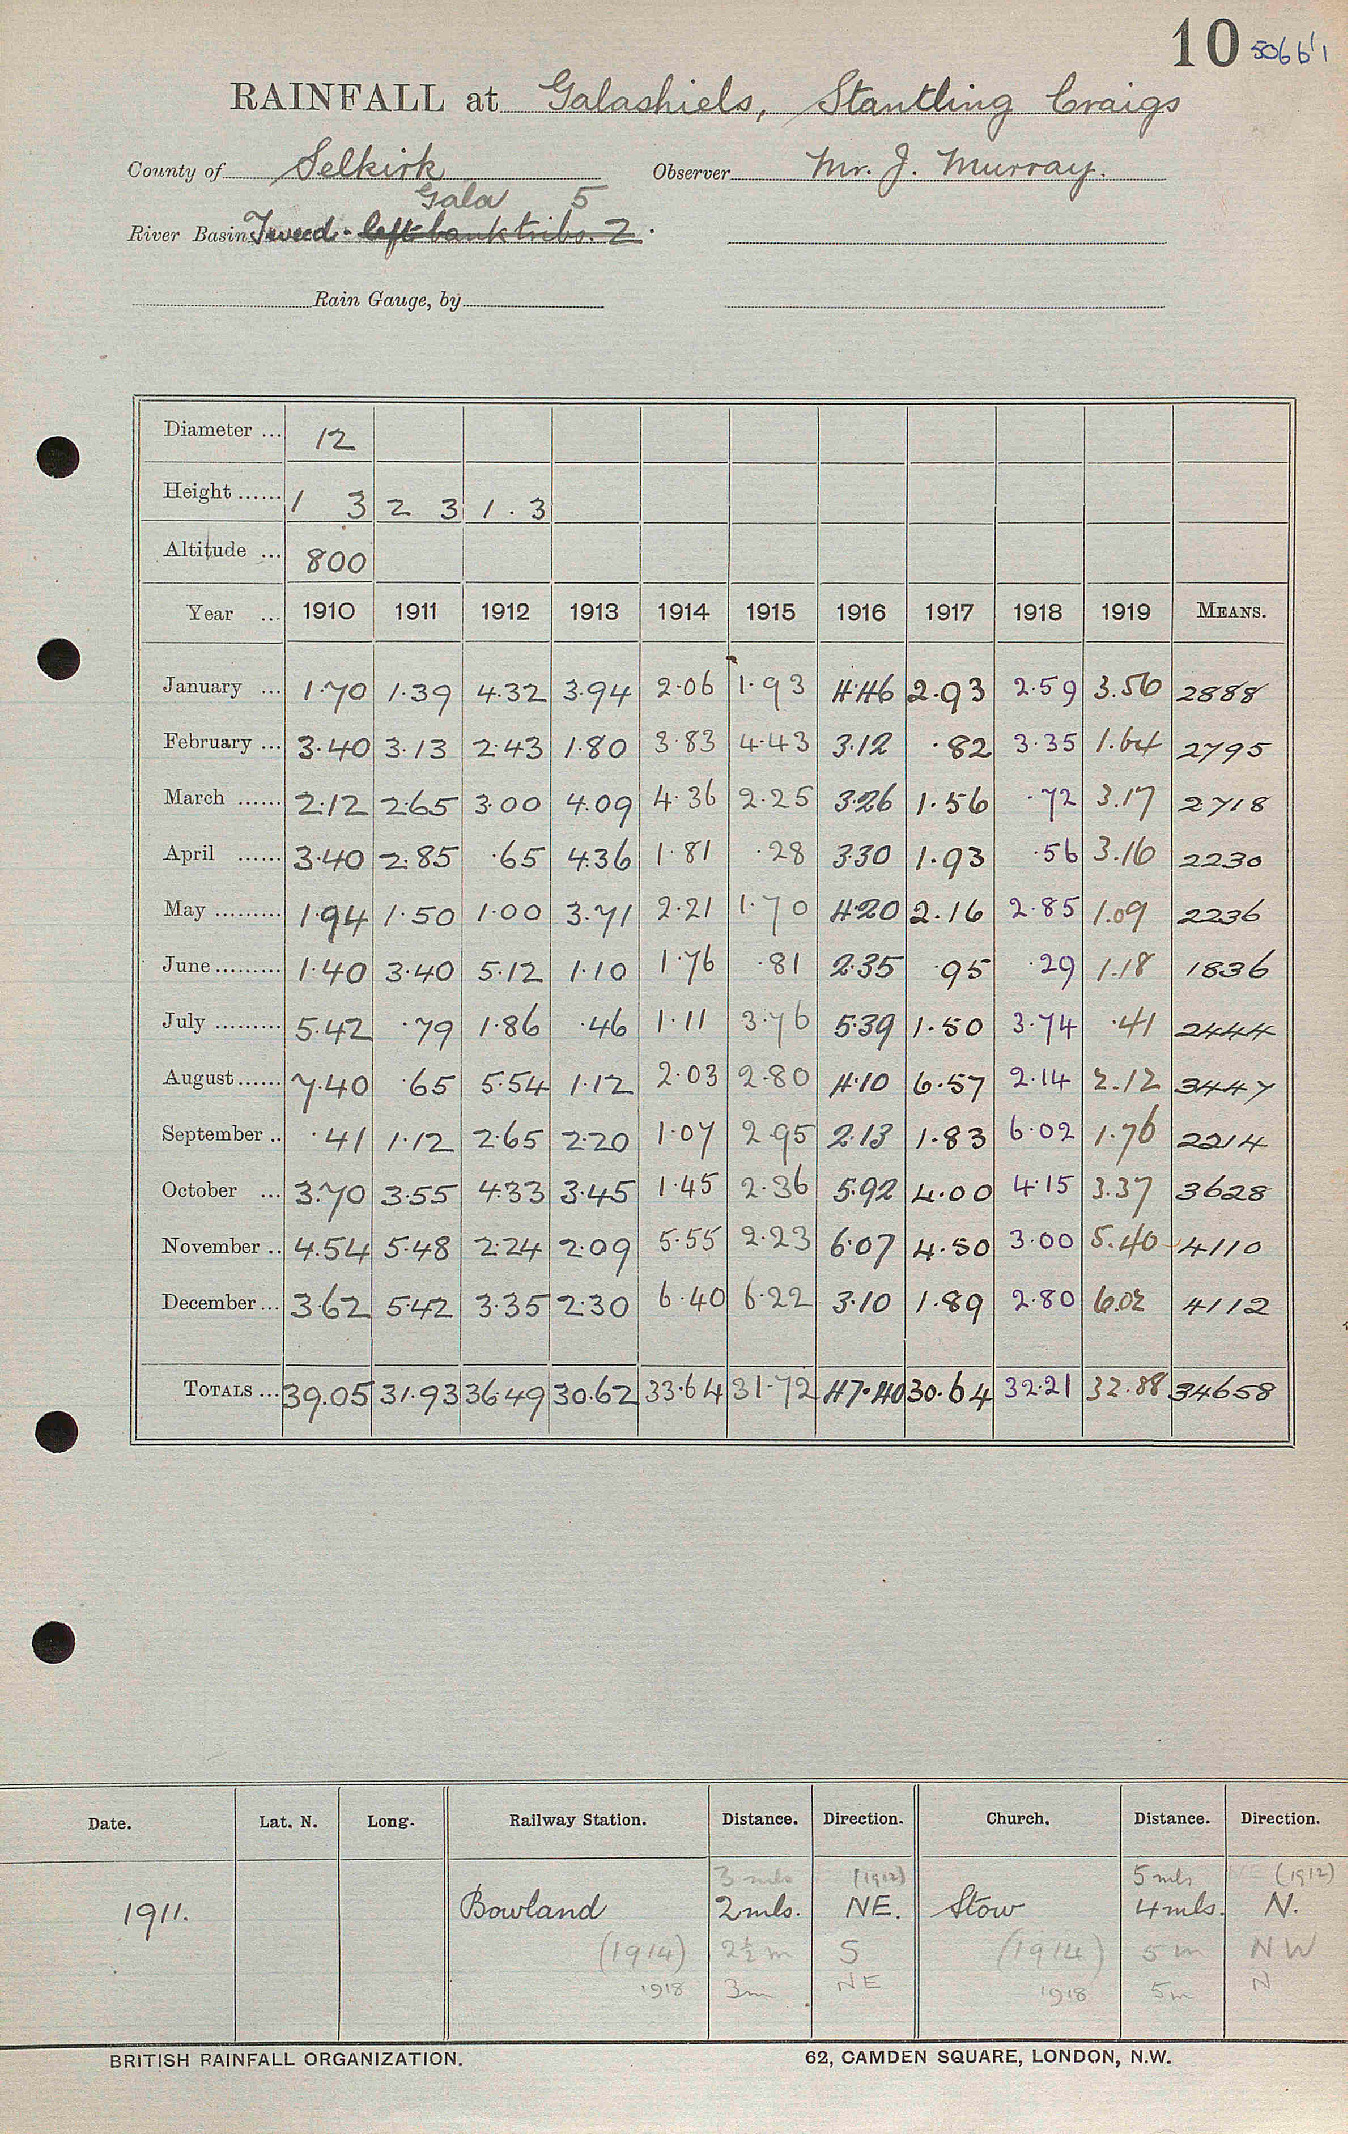 10 506 b'1
RAINFALL at Galashiels, Stantling Craigs
County of Selkirk Observer Mr. J. Murray.
Gala 5
River Basin Tweed - left bank tribs. 2.
Rain Gauge, by
Diameter ... 12
Height ...... 1 3 2 3 1 . 3
Altitude ... 800
Year ... 1910 1911 1912 1913 1914 1915 1916 1917 1918 1919 MEANS.
January ... 1.70 1.39 4.32 3.94 2.06 1.93 4.46 2.93 2.59 3.56 2888
February ... 3.40 3.13 2.43 1.80 3.83 4.43 3.12 .82 3.35 1.64 2795
March ...... 2.12 2.65 3.00 4.09 4.36 2.25 3.26 1.56 .72 3.17 2718
April ...... 3.40 2.85 .65 4.36 1.81 .28 3.30 1.93 .56 3.16 2230
May ......... 1.94 1.50 1.00 3.71 2.21 1.70 4.20 2.16 2.85 1.09 2236
June ......... 1.40 3.40 5.12 1.10 1.76 .81 2.35 .95 .29 1.18 1836
July ......... 5.42 .79 1.86 .46 1.11 3.76 5.39 1.50 3.74 .41 2444
August ...... 7.40 .65 5.54 1.12 2.03 2.80 4.10 6.57 2.14 2.12 3447
September .. .41 1.12 2.65 2.20 1.07 2.95 2.13 1.83 6.02 1.76 2214
October ... 3.70 3.55 4.33 3.45 1.45 2.36 5.92 4.00 4.15 3.37 3628
November .. 4.54 5.48 2.24 2.09 5.55 2.23 6.07 4.50 3.00 5.40 4110
December ... 3.62 5.42 3.35 2.30 6.40 6.22 3.10 1.89 2.80 6.02 4112
TOTALS ... 39.05 31.93 36.49 30.62 33.64 31.72 47.40 30.64 32.21 32.88 34658
Date. Lat. N. Long. Railway Station. Distance. Direction. Church. Distance. Direction.
3 mls (1912) 5 mls (1912)
1911. Bowland 2 mls. NE. Stow 4 mls. N.
(1914) 2½ m S (1914) 5 m NW
1918 3m NE 1918 5m N
BRITISH RAINFALL ORGANIZATION. 62, CAMDEN SQUARE, LONDON, N.W.